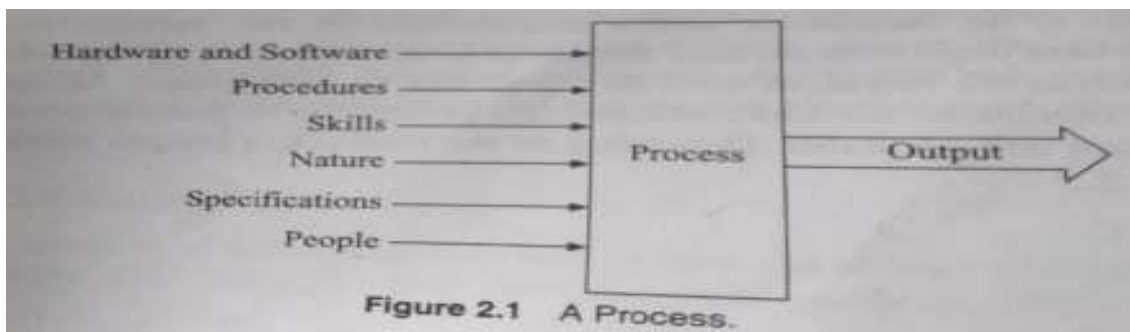 Hardware and Software
Procedures
Skills
Nature
Specifications
People
Process
Output
Figure 2.1 A Process.